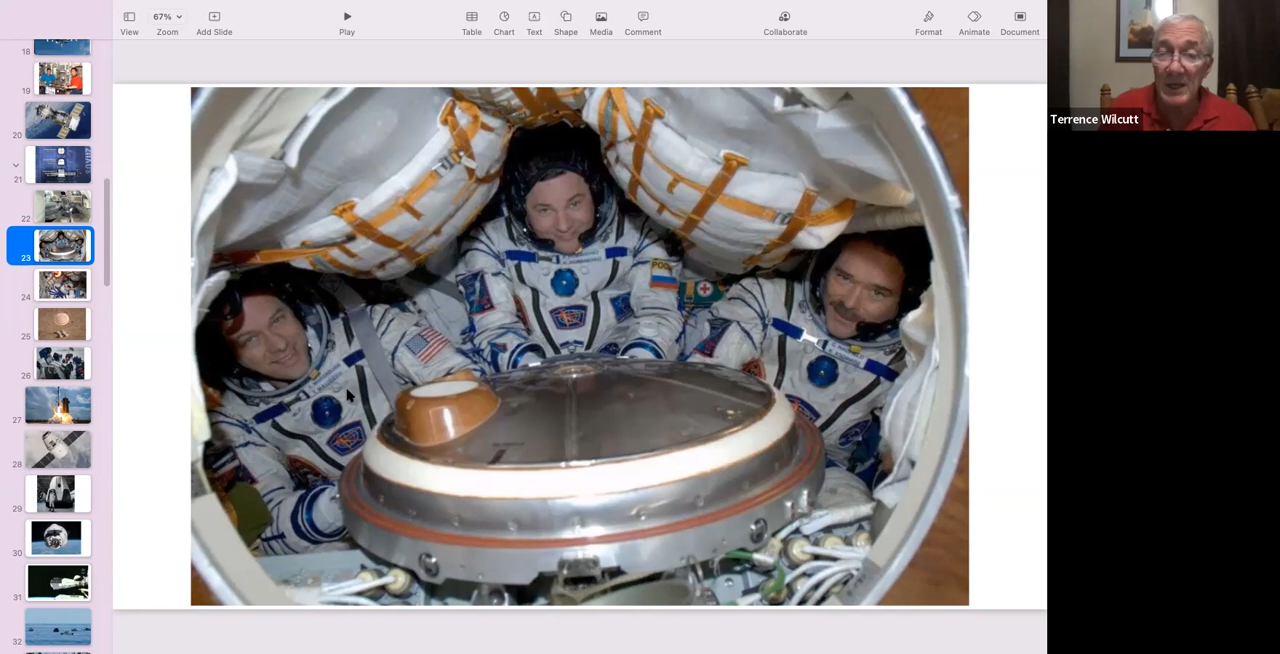 View
67%
Zoom
Add Slide
Play
Table
Chart
Text
Shape
Media
Comment
Collaborate
Format
Animate
Document
18
19
20
21
22
23
24
25
26
27
28
29
30
31
32
Terrence Wilcutt